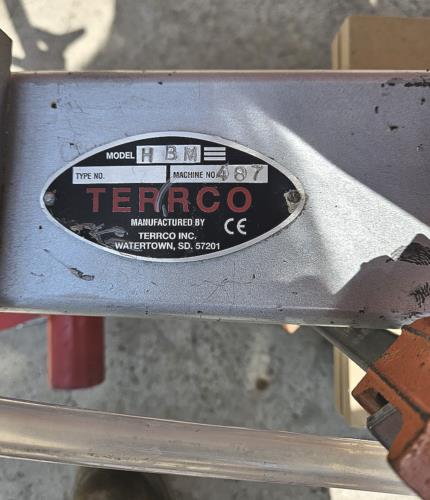 MODEL HBM
TYPE NO. MACHINE NO. 487
TERRCO
MANUFACTURED BY CE
TERRCO INC.
WATERTOWN, SD. 57201